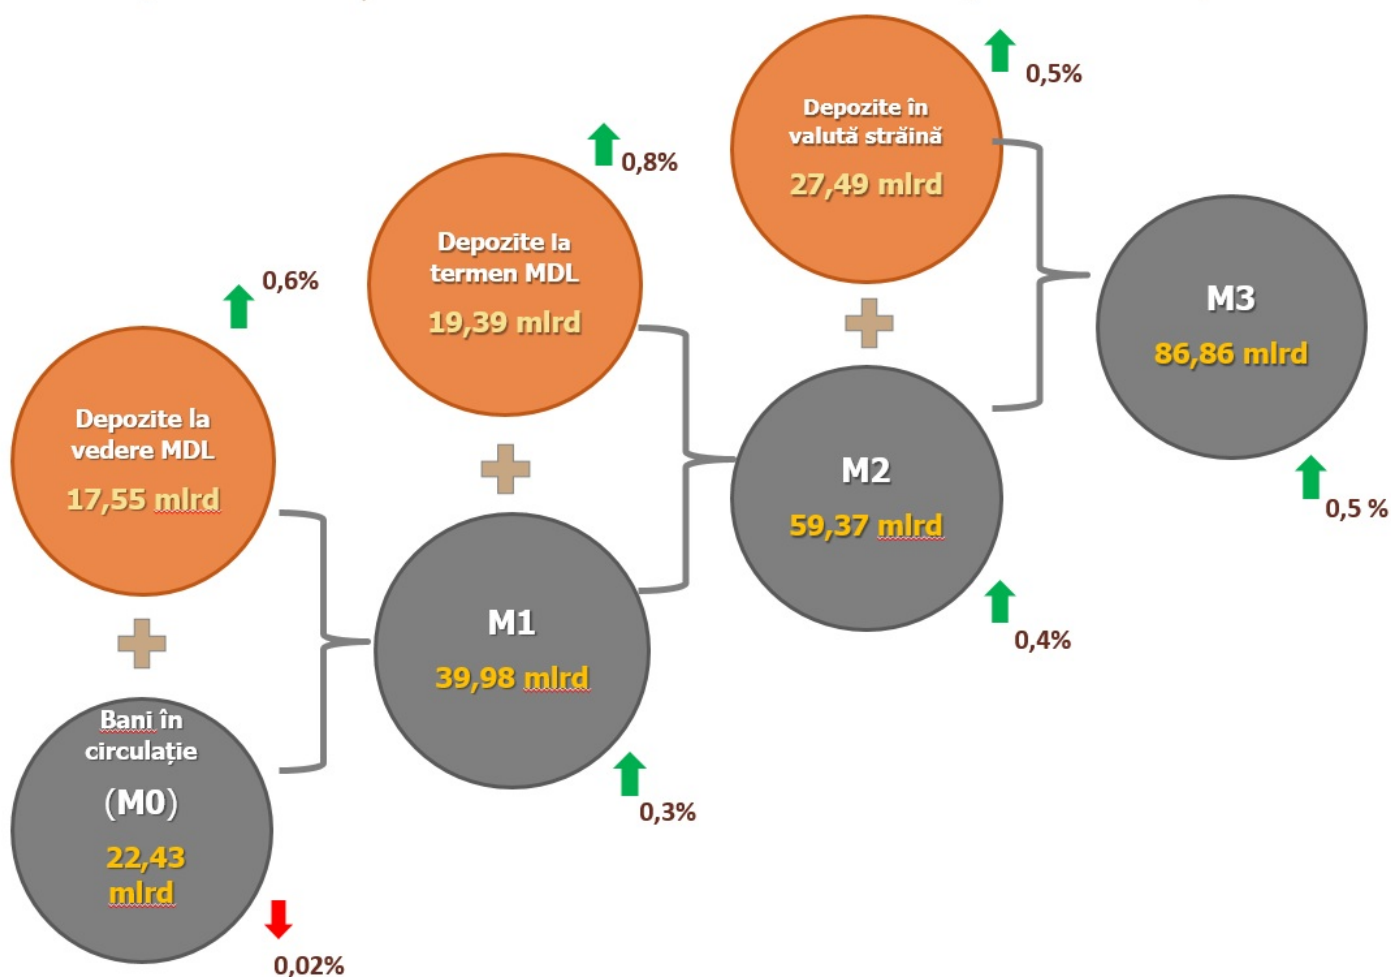 0,5%
Depozite în
valută străină
27,49 mlrd
0,8%
Depozite la
termen MDL
19,39 mlrd
0,6%
M3
86,86 mlrd
0,5 %
Depozite la
vedere MDL
17,55 mlrd
M2
59,37 mlrd
0,4%
M1
39,98 mlrd
0,3%
Bani în
circulație
(M0)
22,43
mlrd
0,02%